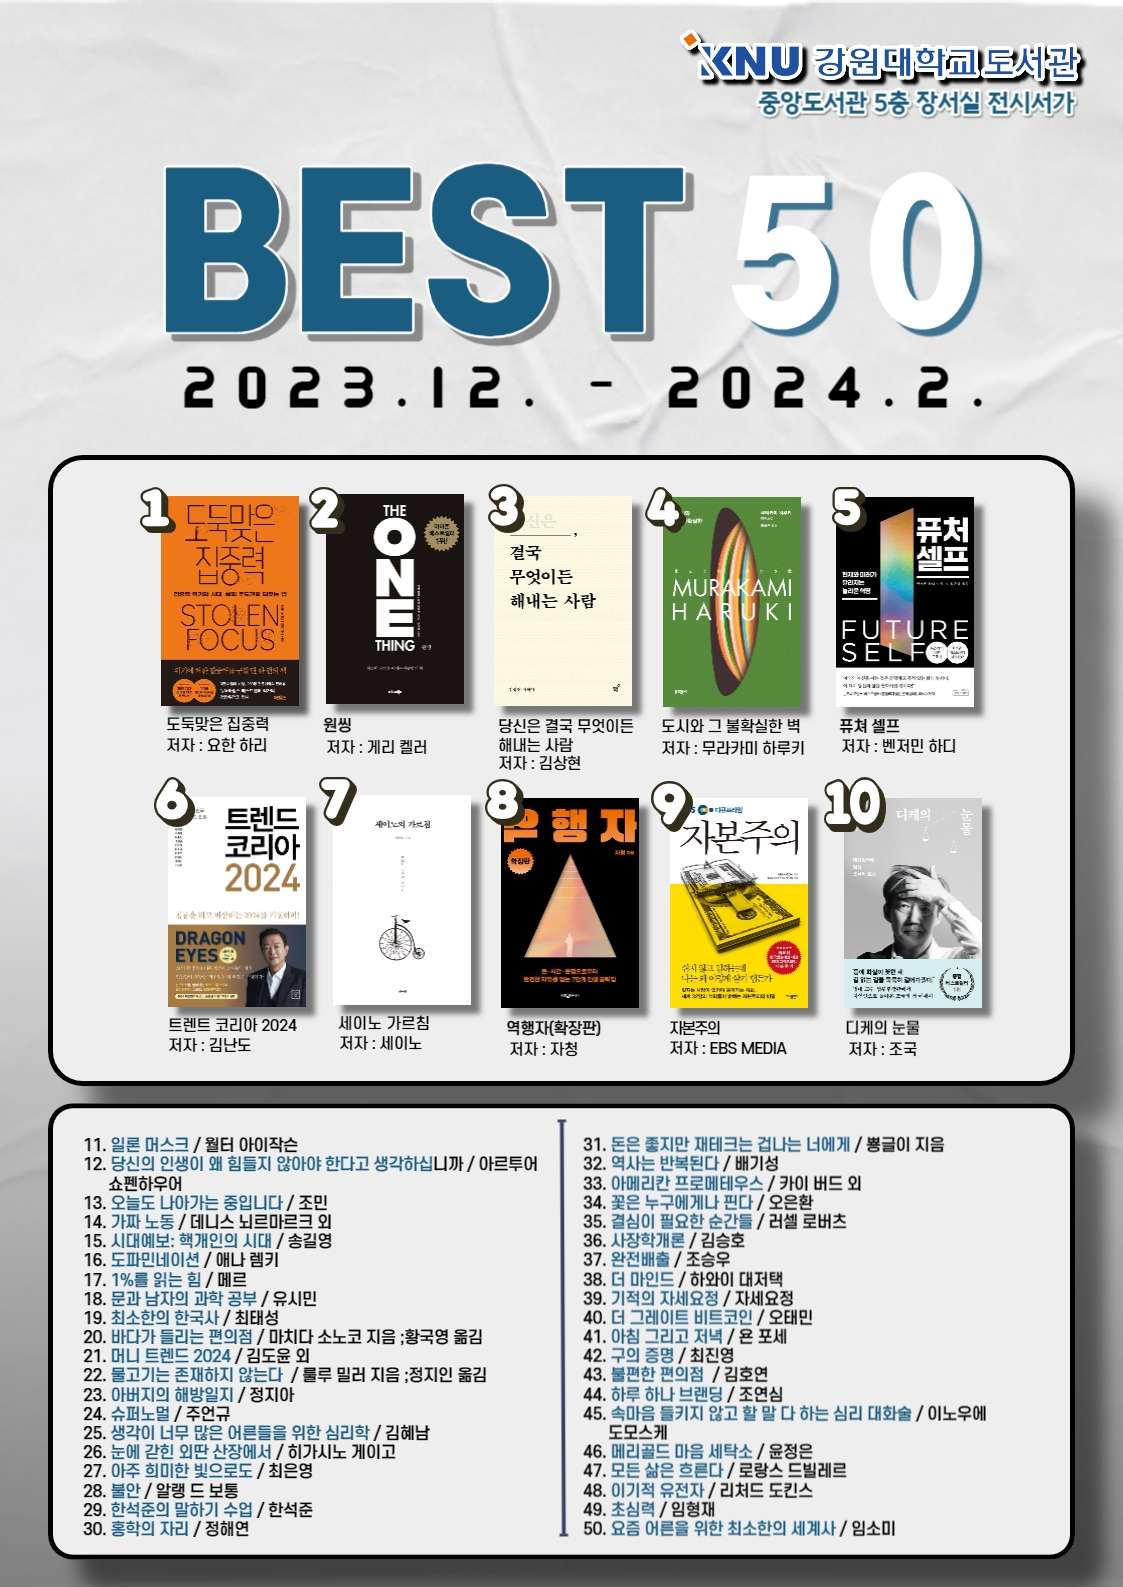 KNU 강원대학교도서관
중앙도서관 5층 장서실 전시서가
BEST 50
2023.12. - 2024.2.
1
도둑맞은
집중력
STOLEN
FOCUS
2
THE
ONE
THING
3
결국
무엇이든
해내는 사람
4
MURAKAMI
HARUKI
5
퓨처
셀프
FUTURE
SELF
도둑맞은 집중력
저자 : 요한 하리
원씽
저자 : 게리 켈러
당신은 결국 무엇이든
해내는 사람
저자 : 김상현
도시와 그 불확실한 벽
저자 : 무라카미 하루키
퓨쳐 셀프
저자 : 벤저민 하디
6
트렌드
코리아
2024
DRAGON
EYES
7
세이노의 가르침
8
행자
확장판
9
자본주의
10
디케의 눈물
트렌트 코리아 2024
저자 : 김난도
세이노 가르침
저자 : 세이노
역행자(확장판)
저자 : 자청
자본주의
저자 : EBS MEDIA
디케의 눈물
저자 : 조국
11. 일론 머스크 / 월터 아이작슨
12. 당신의 인생이 왜 힘들지 않아야 한다고 생각하십니까 / 아르투어
쇼펜하우어
13. 오늘도 나아가는 중입니다 / 조민
14. 가짜 노동 / 데니스 뇌르마르크 외
15. 시대예보: 핵개인의 시대 / 송길영
16. 도파민네이션 / 애나 렘키
17. 1%를 읽는 힘 / 메르
18. 문과 남자의 과학 공부 / 유시민
19. 최소한의 한국사 / 최태성
20. 바다가 들리는 편의점 / 마치다 소노코 지음 ;황국영 옮김
21. 머니 트렌드 2024 / 김도윤 외
22. 물고기는 존재하지 않는다 / 룰루 밀러 지음 ;정지인 옮김
23. 아버지의 해방일지 / 정지아
24. 슈퍼노멀 / 주언규
25. 생각이 너무 많은 어른들을 위한 심리학 / 김혜남
26. 눈에 갇힌 외딴 산장에서 / 히가시노 게이고
27. 아주 희미한 빛으로도 / 최은영
28. 불안 / 알랭 드 보통
29. 한석준의 말하기 수업 / 한석준
30. 홍학의 자리 / 정해연
31. 돈은 좋지만 재테크는 겁나는 너에게 / 뿅글이 지음
32. 역사는 반복된다 / 배기성
33. 아메리칸 프로메테우스 / 카이 버드 외
34. 꽃은 누구에게나 핀다 / 오은환
35. 결심이 필요한 순간들 / 러셀 로버츠
36. 사장학개론 / 김승호
37. 완전배출 / 조승우
38. 더 마인드 / 하와이 대저택
39. 기적의 자세요정 / 자세요정
40. 더 그레이트 비트코인 / 오태민
41. 아침 그리고 저녁 / 욘 포세
42. 구의 증명 / 최진영
43. 불편한 편의점 / 김호연
44. 하루 하나 브랜딩 / 조연심
45. 속마음 들키지 않고 할 말 다 하는 심리 대화술 / 이노우에
도모스케
46. 메리골드 마음 세탁소 / 윤정은
47. 모든 삶은 흐른다 / 로랑스 드빌레르
48. 이기적 유전자 / 리처드 도킨스
49. 초심력 / 임형재
50. 요즘 어른을 위한 최소한의 세계사 / 임소미